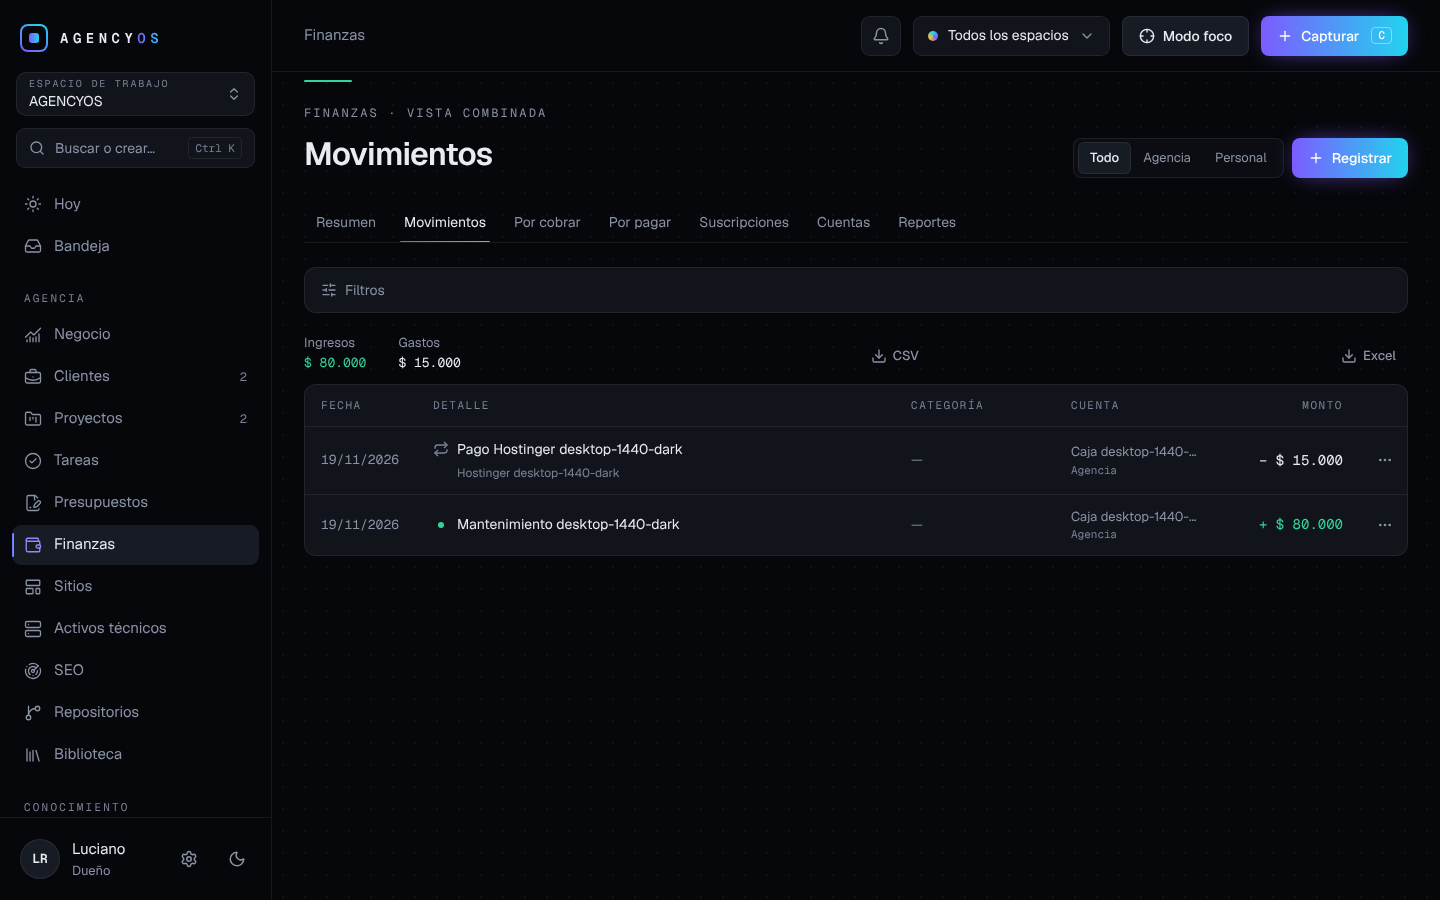 AGENCYOS
ESPACIO DE TRABAJO
AGENCYOS
Buscar o crear... Ctrl K
Hoy
Bandeja
AGENCIA
Negocio
Clientes 2
Proyectos 2
Tareas
Presupuestos
Finanzas
Sitios
Activos técnicos
SEO
Repositorios
Biblioteca
CONOCIMIENTO
LR Luciano
Dueño
Finanzas
Todos los espacios
Modo foco
Capturar C
FINANZAS · VISTA COMBINADA
Movimientos
Todo Agencia Personal
Registrar
Resumen Movimientos Por cobrar Por pagar Suscripciones Cuentas Reportes
Filtros
Ingresos Gastos
$ 80.000 $ 15.000
CSV Excel
FECHA DETALLE CATEGORÍA CUENTA MONTO
19/11/2026 Pago Hostinger desktop-1440-dark — Caja desktop-1440-… − $ 15.000
Hostinger desktop-1440-dark Agencia
19/11/2026 Mantenimiento desktop-1440-dark — Caja desktop-1440-… + $ 80.000
Agencia